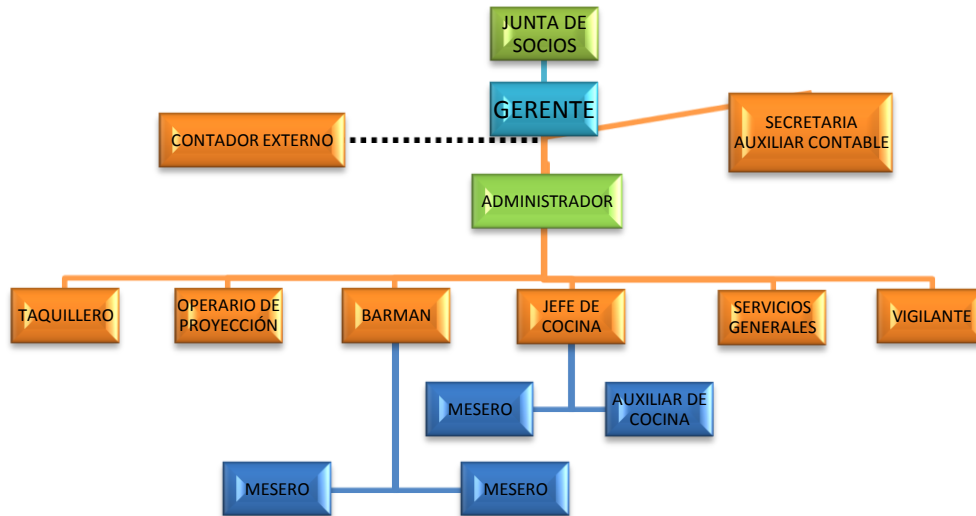 JUNTA DE
SOCIOS
GERENTE
CONTADOR EXTERNO
SECRETARIA
AUXILIAR CONTABLE
ADMINISTRADOR
TAQUILLERO
OPERARIO DE
PROYECCIÓN
BARMAN
JEFE DE
COCINA
SERVICIOS
GENERALES
VIGILANTE
MESERO
AUXILIAR DE
COCINA
MESERO
MESERO